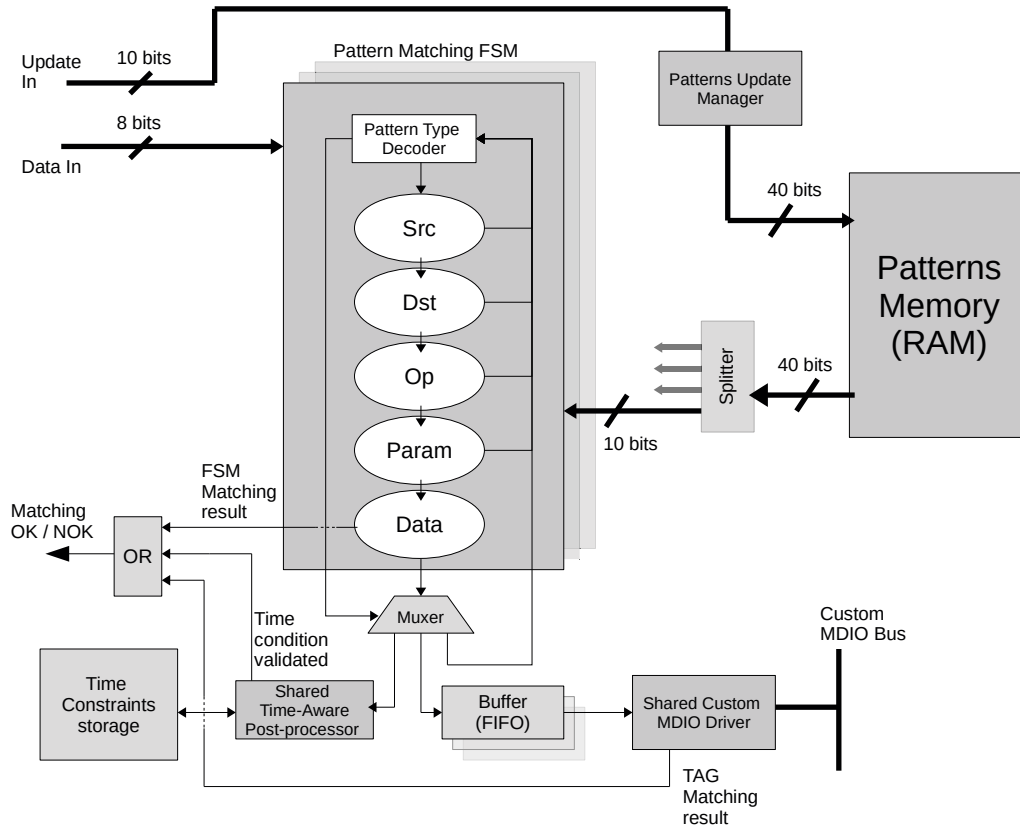 Pattern Matching FSM
Update
In
10 bits
Patterns Update
Manager
8 bits
Data In
Pattern Type
Decoder
40 bits
Src
Dst
Op
Param
Data
Patterns
Memory
(RAM)
Splitter
40 bits
10 bits
FSM
Matching
result
Matching
OK / NOK
OR
Muxer
Time
condition
validated
Custom
MDIO Bus
Time
Constraints
storage
Shared
Time-Aware
Post-processor
Buffer
(FIFO)
Shared Custom
MDIO Driver
TAG
Matching
result